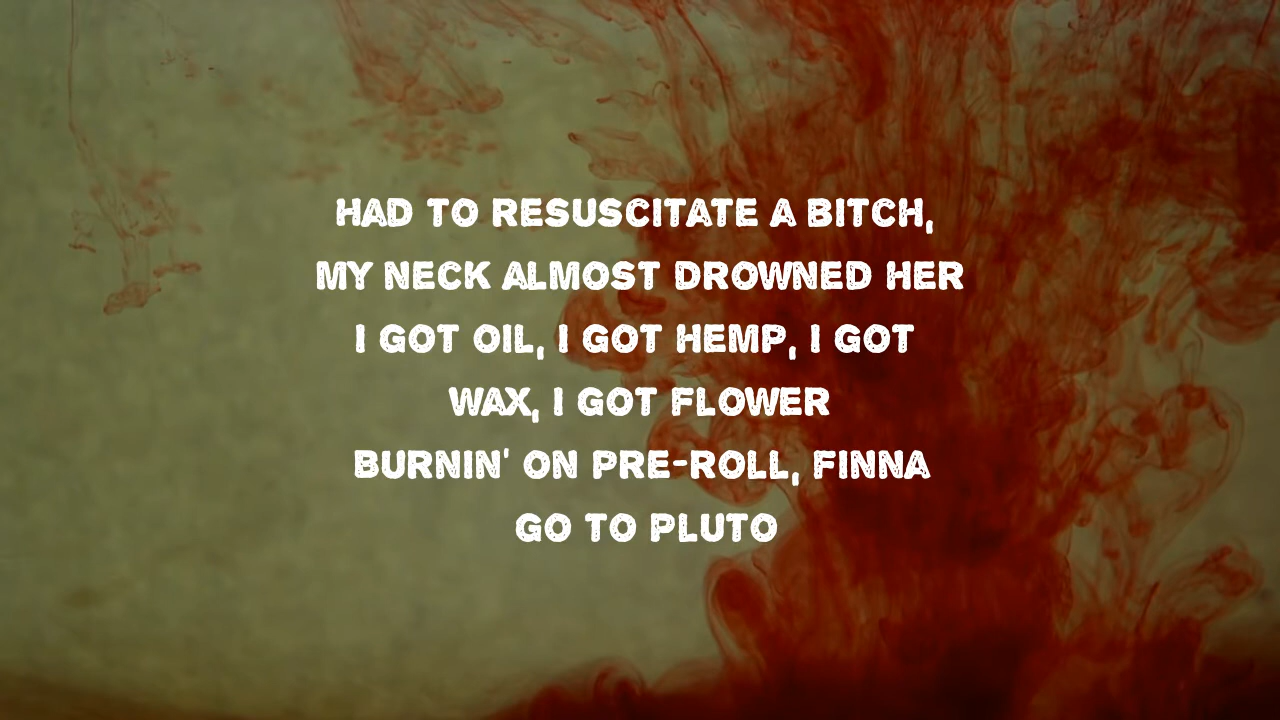 HAD TO RESUSCITATE A BITCH,
MY NECK ALMOST DROWNED HER
I GOT OIL, I GOT HEMP, I GOT
WAX, I GOT FLOWER
BURNIN' ON PRE-ROLL, FINNA
GO TO PLUTO